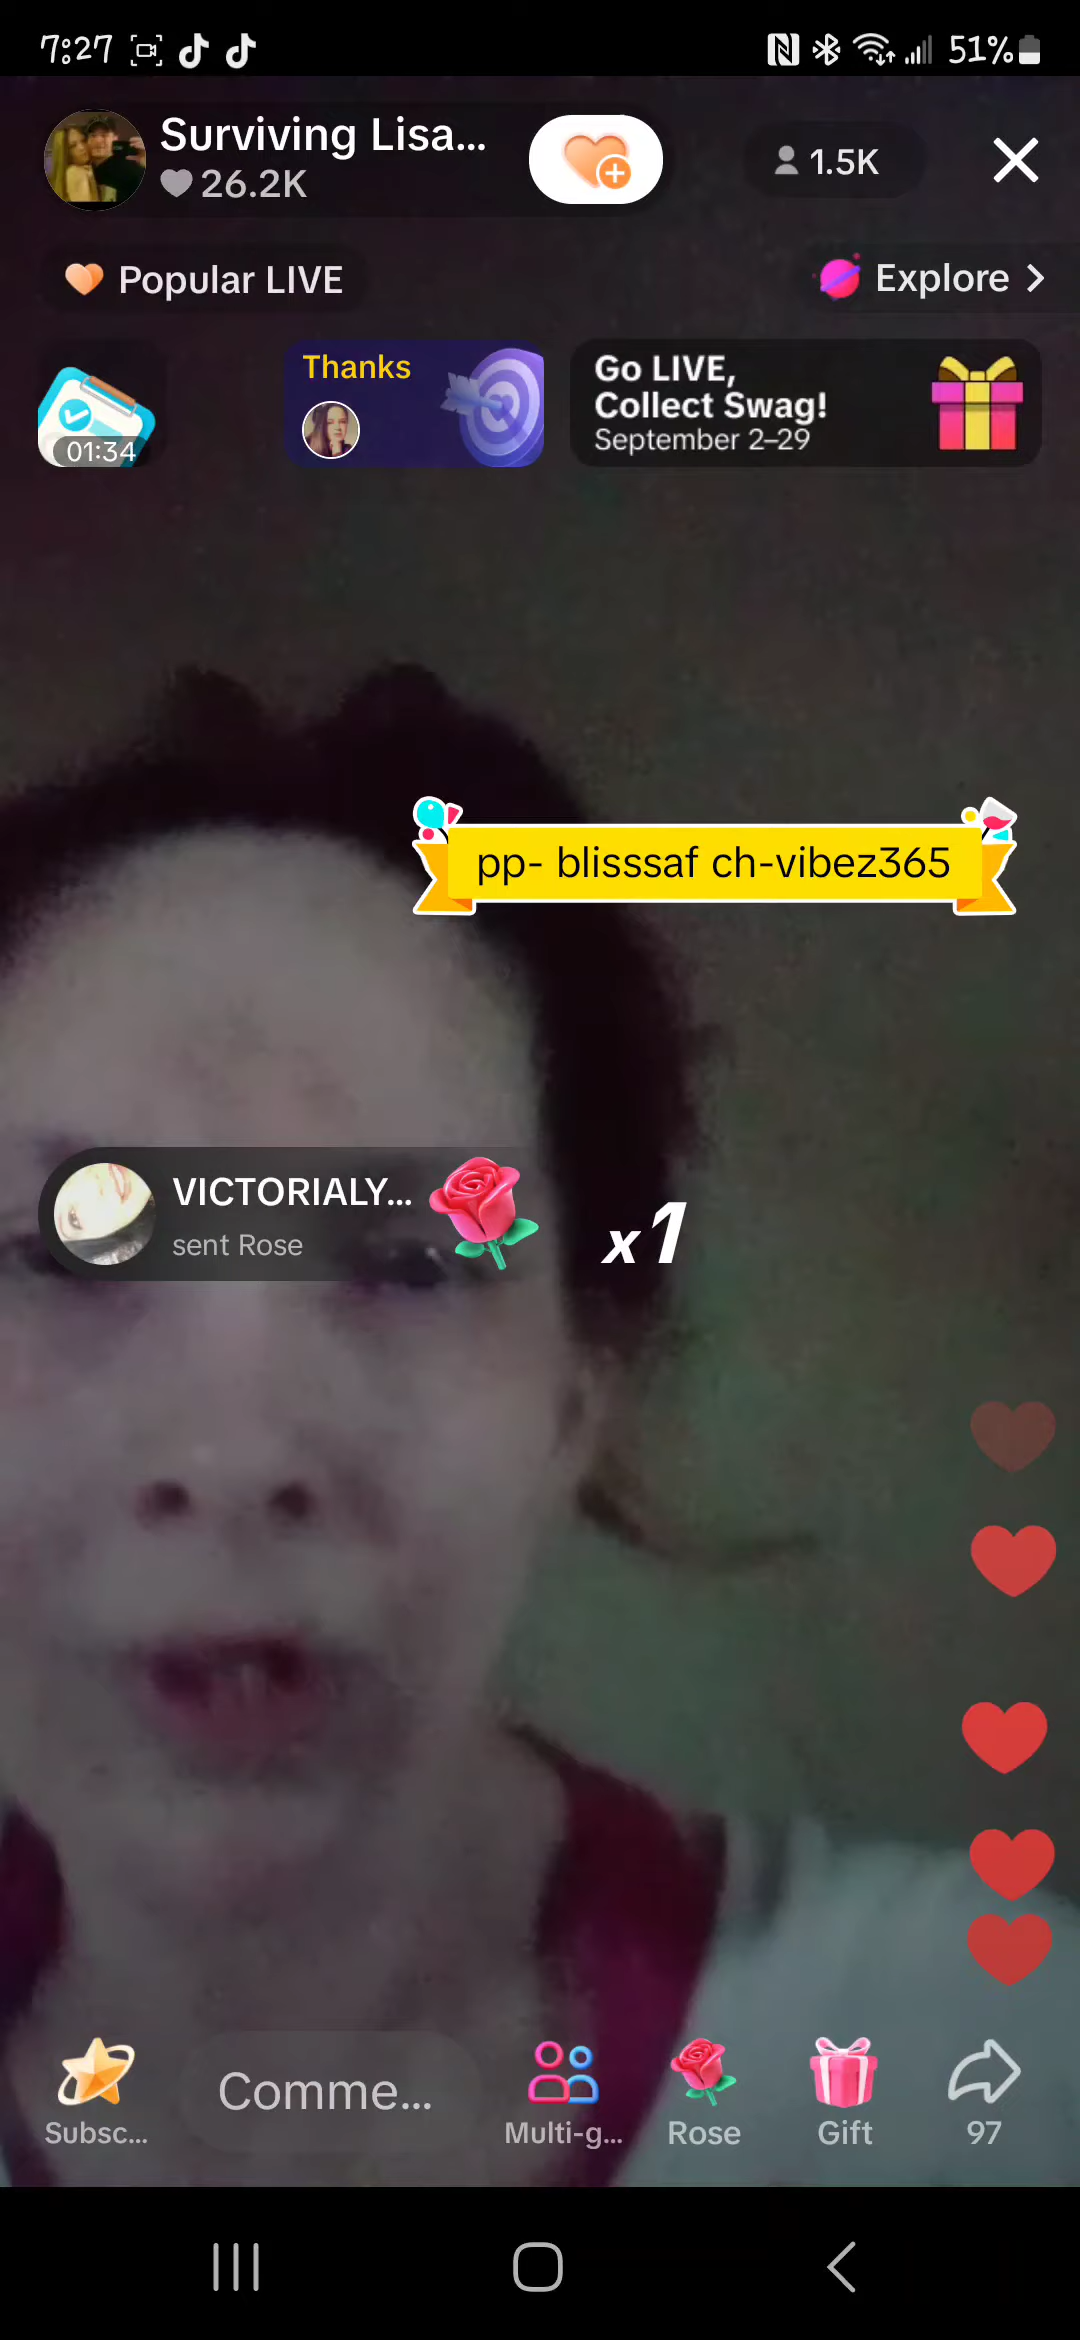 7:27 51%
Surviving Lisa...
26.2K
1.5K
Popular LIVE
Explore >
01:34
Thanks
Go LIVE,
Collect Swag!
September 2–29
pp- blisssaf ch-vibez365
VICTORIALY...
sent Rose
x1
Subsc...
Comme...
Multi-g...
Rose
Gift
97